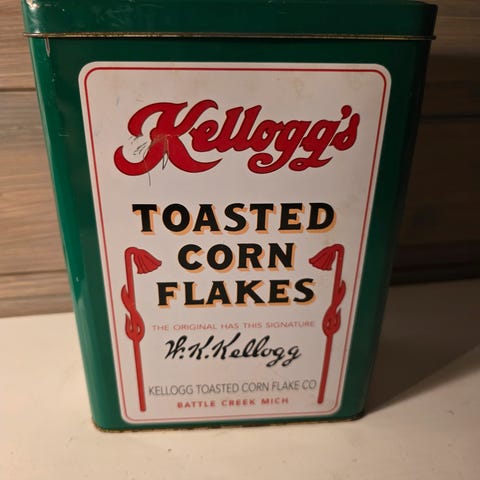 Kellogg's
TOASTED
CORN
FLAKES
THE ORIGINAL HAS THIS SIGNATURE
W.K.Kellogg
KELLOGG TOASTED CORN FLAKE CO
BATTLE CREEK MICH